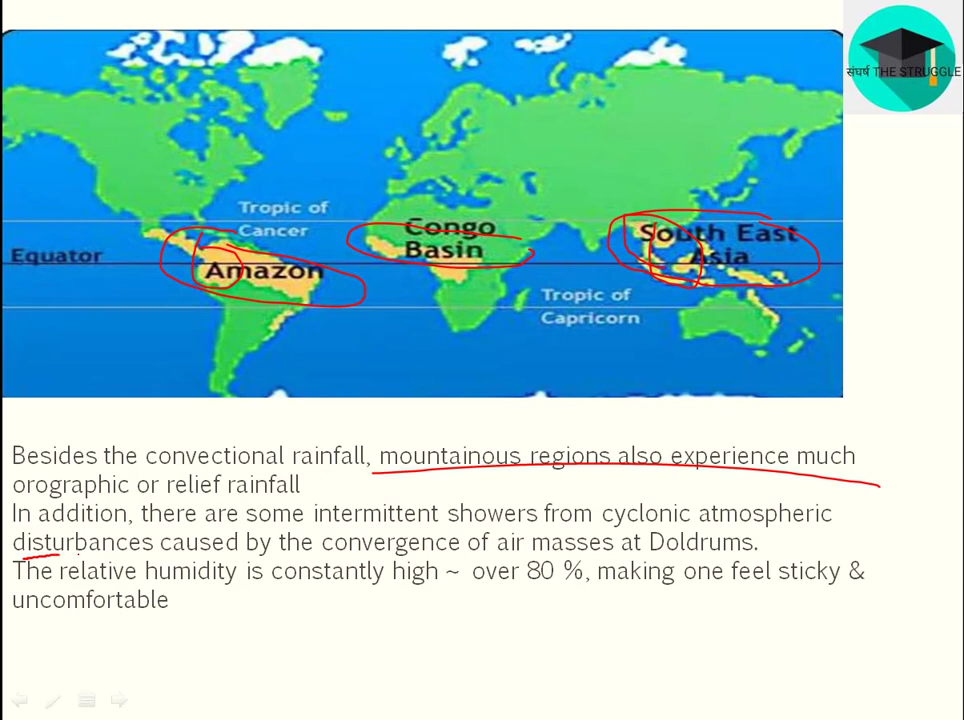 संघर्ष THE STRUGGLE
Tropic of
Cancer
Congo
Basin
South East
Asia
Equator
Amazon
Tropic of
Capricorn
Besides the convectional rainfall, mountainous regions also experience much
orographic or relief rainfall
In addition, there are some intermittent showers from cyclonic atmospheric
disturbances caused by the convergence of air masses at Doldrums.
The relative humidity is constantly high ~ over 80 %, making one feel sticky &
uncomfortable